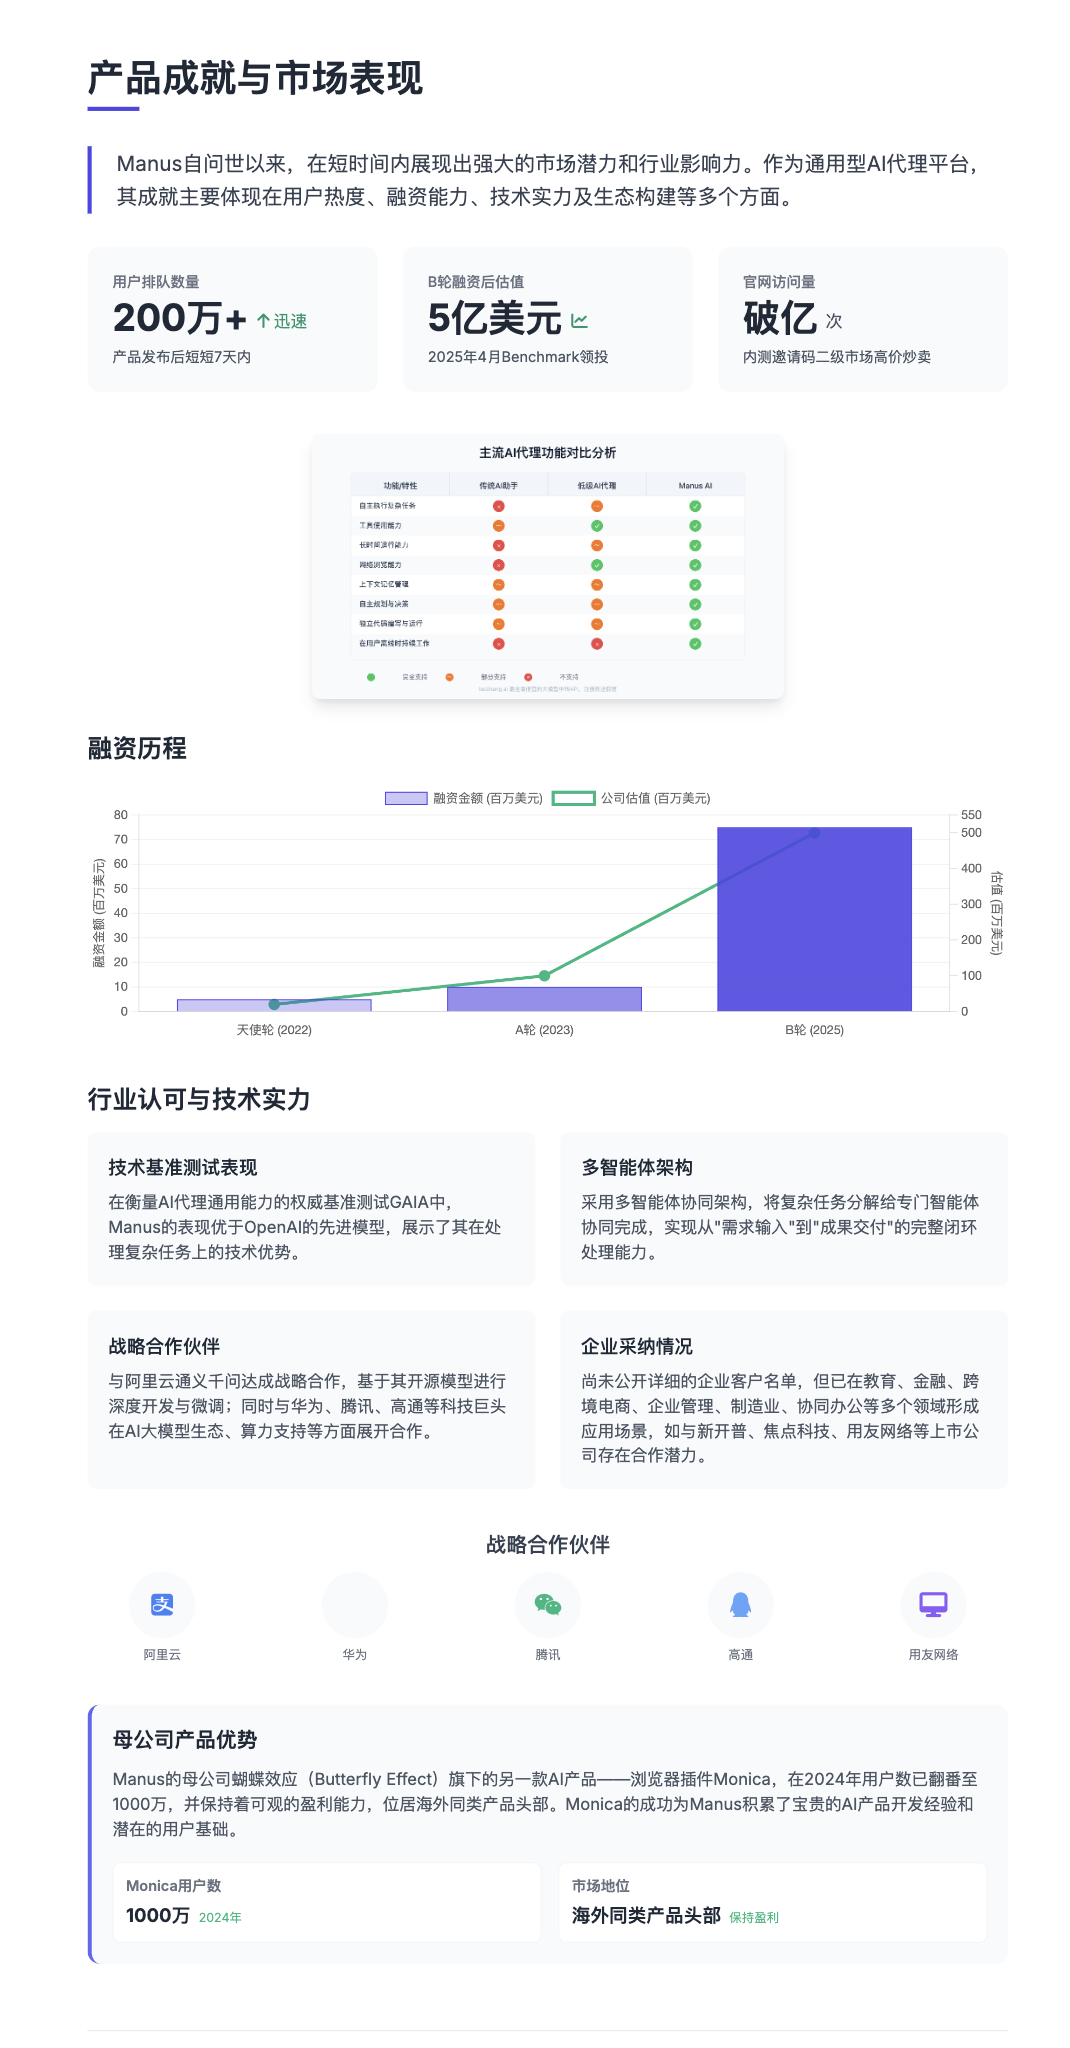 产品成就与市场表现
Manus自问世以来，在短时间内展现出强大的市场潜力和行业影响力。作为通用型AI代理平台，
其成就主要体现在用户热度、融资能力、技术实力及生态构建等多个方面。
用户排队数量
200万+ 迅速
产品发布后短短7天内
B轮融资后估值
5亿美元
2025年4月Benchmark领投
官网访问量
破亿 次
内测邀请码二级市场高价炒卖
主流AI代理功能对比分析
功能/特性 传统AI助手 低级AI代理 Manus AI
自主执行复杂任务
工具使用能力
长时间运行能力
网络浏览能力
上下文记忆管理
自主规划与决策
独立代码编写与运行
在用户离线时持续工作
完全支持 部分支持 不支持
融资历程
融资金额 (百万美元) 公司估值 (百万美元)
融资金额 (百万美元)
80
70
60
50
40
30
20
10
0
550
500
400
300
200
100
0
估值 (百万美元)
天使轮 (2022) A轮 (2023) B轮 (2025)
行业认可与技术实力
技术基准测试表现
在衡量AI代理通用能力的权威基准测试GAIA中，
Manus的表现优于OpenAI的先进模型，展示了其在处
理复杂任务上的技术优势。
多智能体架构
采用多智能体协同架构，将复杂任务分解给专门智能体
协同完成，实现从"需求输入"到"成果交付"的完整闭环
处理能力。
战略合作伙伴
与阿里云通义千问达成战略合作，基于其开源模型进行
深度开发与微调；同时与华为、腾讯、高通等科技巨头
在AI大模型生态、算力支持等方面展开合作。
企业采纳情况
尚未公开详细的企业客户名单，但已在教育、金融、跨
境电商、企业管理、制造业、协同办公等多个领域形成
应用场景，如与新开普、焦点科技、用友网络等上市公
司存在合作潜力。
战略合作伙伴
支
阿里云 华为 腾讯 高通 用友网络
母公司产品优势
Manus的母公司蝴蝶效应（Butterfly Effect）旗下的另一款AI产品——浏览器插件Monica，在2024年用户数已翻番至
1000万，并保持着可观的盈利能力，位居海外同类产品头部。Monica的成功为Manus积累了宝贵的AI产品开发经验和
潜在的用户基础。
Monica用户数
1000万 2024年
市场地位
海外同类产品头部 保持盈利